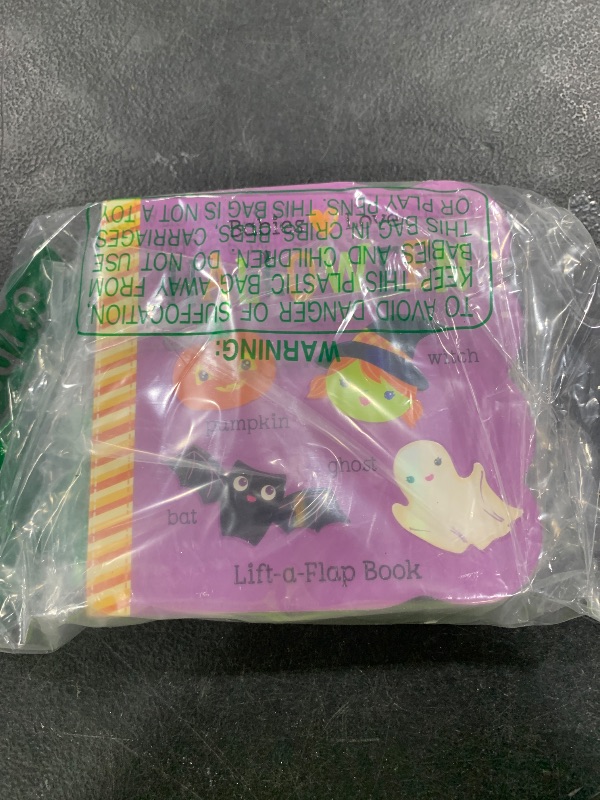 WARNING:
TO AVOID DANGER OF SUFFOCATION,
KEEP THIS PLASTIC BAG AWAY FROM
BABIES AND CHILDREN. DO NOT USE
THIS BAG IN CRIBS, BEDS, CARRIAGES
OR PLAY PENS. THIS BAG IS NOT A TOY
witch
pumpkin
ghost
bat
Lift-a-Flap Book